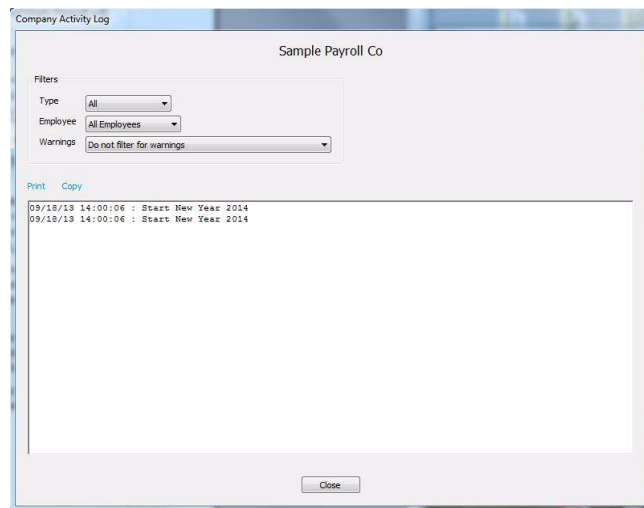 Company Activity Log
Sample Payroll Co
Filters
Type All
Employee All Employees
Warnings Do not filter for warnings
Print Copy
09/18/13 14:00:06 : Start New Year 2014
09/18/13 14:00:06 : Start New Year 2014
Close